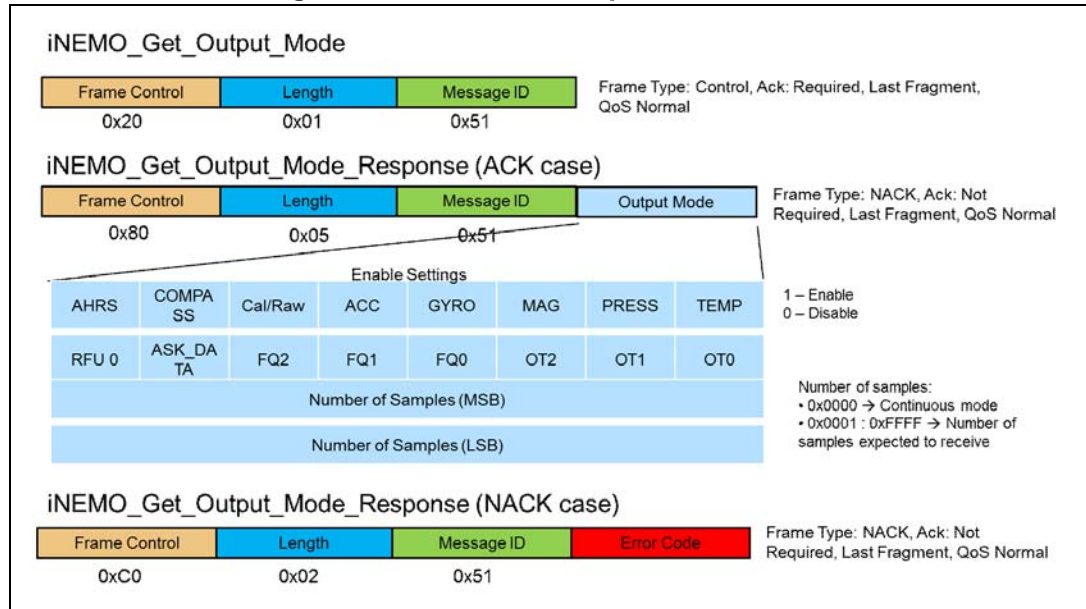 iNEMO_Get_Output_Mode
Frame Control Length Message ID
Frame Type: Control, Ack: Required, Last Fragment,
QoS Normal
0x20 0x01 0x51
iNEMO_Get_Output_Mode_Response (ACK case)
Frame Control Length Message ID Output Mode
Frame Type: NACK, Ack: Not
Required, Last Fragment, QoS Normal
0x80 0x05 0x51
Enable Settings
AHRS COMPA
SS Cal/Raw ACC GYRO MAG PRESS TEMP
1 – Enable
0 – Disable
RFU 0 ASK_DA
TA FQ2 FQ1 FQ0 OT2 OT1 OT0
Number of Samples (MSB)
Number of Samples (LSB)
Number of samples:
• 0x0000 → Continuous mode
• 0x0001 : 0xFFFF → Number of
samples expected to receive
iNEMO_Get_Output_Mode_Response (NACK case)
Frame Control Length Message ID Error Code
Frame Type: NACK, Ack: Not
Required, Last Fragment, QoS Normal
0xC0 0x02 0x51